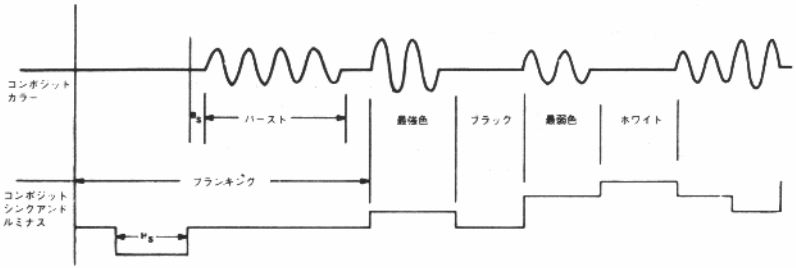 コンポジット
カラー
Bs
バースト
最強色
ブラック
最弱色
ホワイト
ブランキング
コンポジット
シンクアンド
ルミナス
Hs